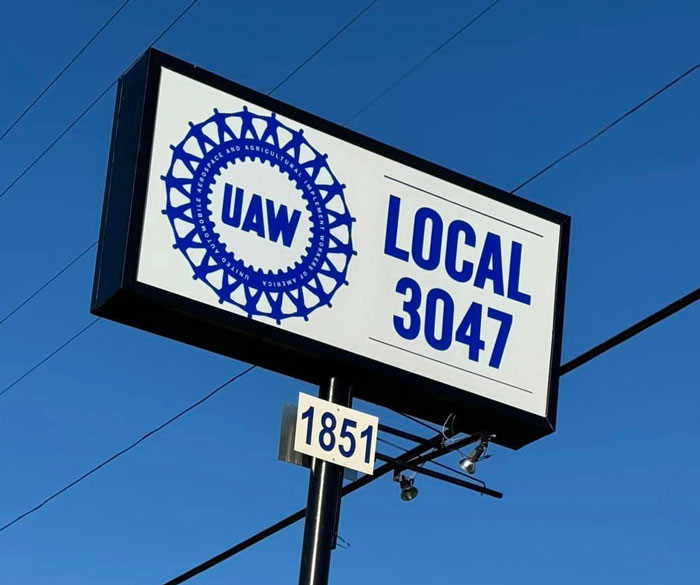 UNITED AUTOMOBILE AEROSPACE AND AGRICULTURAL IMPLEMENT WORKERS OF AMERICA
UAW
LOCAL
3047
1851